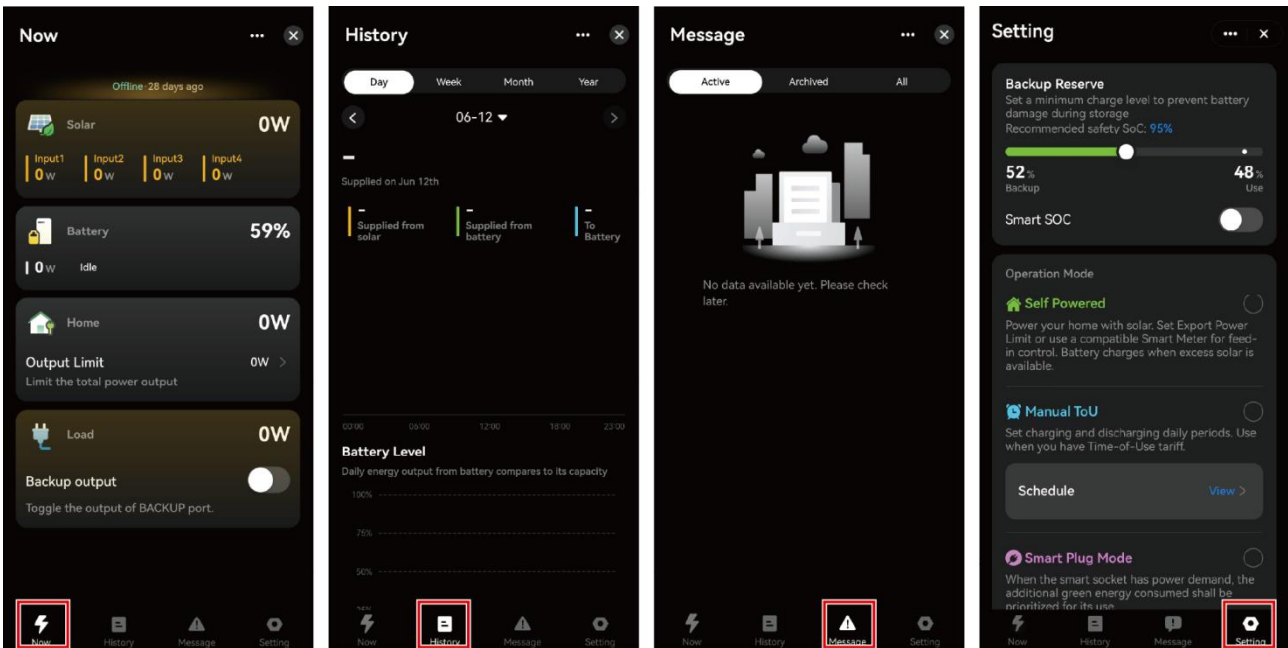 Now
Offline·28 days ago
Solar
0W
Input1
0 w
Input2
0 w
Input3
0 w
Input4
0 w
Battery
59%
0 w
Idle
Home
0W
Output Limit
0W >
Limit the total power output
Load
0W
Backup output
Toggle the output of BACKUP port.
Now
History
Message
Setting
History
Day
Week
Month
Year
06-12
–
Supplied on Jun 12th
–
Supplied from
solar
–
Supplied from
battery
–
To
Battery
00:00
06:00
12:00
18:00
23:00
Battery Level
Daily energy output from battery compares to its capacity
100%
75%
50%
25%
Now
History
Message
Setting
Message
Active
Archived
All
No data available yet. Please check
later.
Now
History
Message
Setting
Setting
Backup Reserve
Set a minimum charge level to prevent battery
damage during storage
Recommended safety SoC: 95%
52%
Backup
48%
Use
Smart SOC
Operation Mode
Self Powered
Power your home with solar. Set Export Power
Limit or use a compatible Smart Meter for feed-
in control. Battery charges when excess solar is
available.
Manual ToU
Set charging and discharging daily periods. Use
when you have Time-of-Use tariff.
Schedule
View >
Smart Plug Mode
When the smart socket has power demand, the
additional green energy consumed shall be
prioritized for its use.
Now
History
Message
Setting